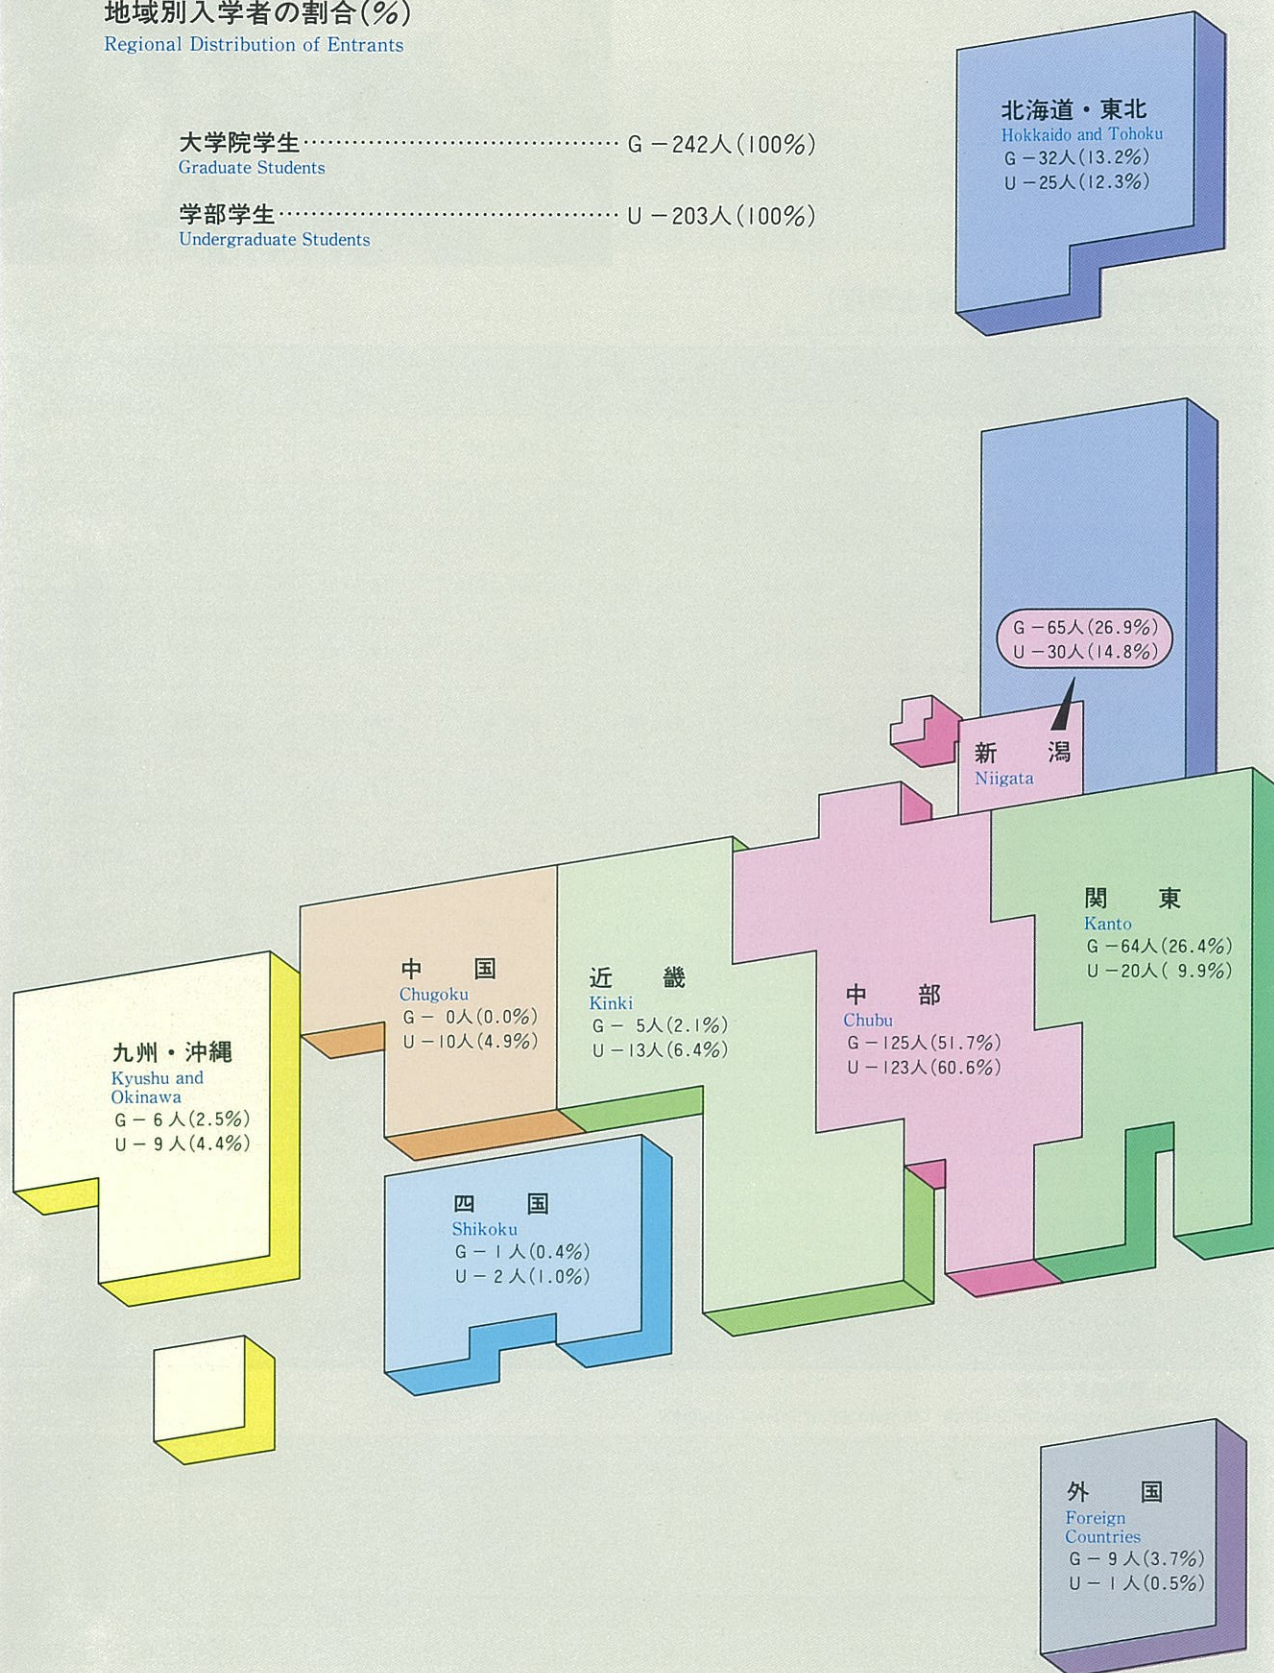 地域別入学者の割合(%)
Regional Distribution of Entrants
大学院学生…………………………………G－242人(100%)
Graduate Students
学部学生……………………………………U－203人(100%)
Undergraduate Students
北海道・東北
Hokkaido and Tohoku
G－32人(13.2%)
U－25人(12.3%)
G－65人(26.9%)
U－30人(14.8%)
新　潟
Niigata
関　東
Kanto
G－64人(26.4%)
U－20人( 9.9%)
中　国
Chugoku
G－ 0人(0.0%)
U－10人(4.9%)
近　畿
Kinki
G－ 5人(2.1%)
U－13人(6.4%)
中　部
Chubu
G－125人(51.7%)
U－123人(60.6%)
九州・沖縄
Kyushu and
Okinawa
G－6人(2.5%)
U－9人(4.4%)
四　国
Shikoku
G－1人(0.4%)
U－2人(1.0%)
外　国
Foreign
Countries
G－9人(3.7%)
U－1人(0.5%)